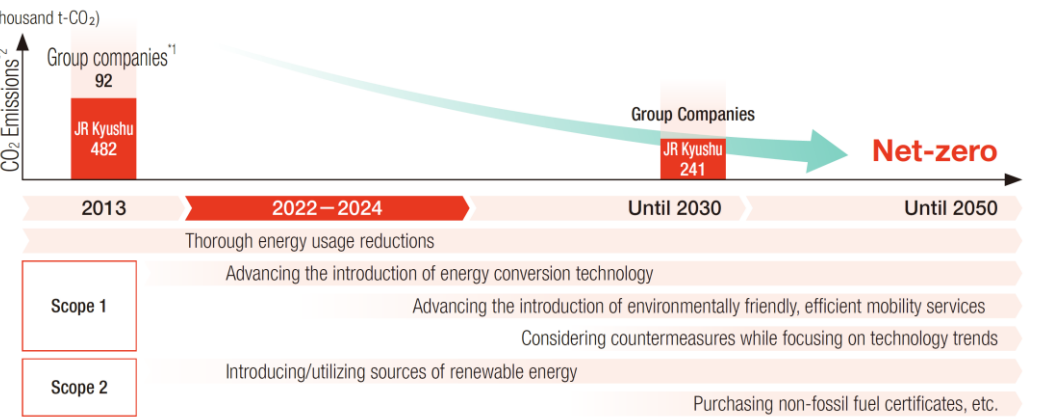 housand t-CO₂)
CO₂ Emissions*2
Group companies*1
92
JR Kyushu
482
Group Companies
JR Kyushu
241
Net-zero
2013
2022－2024
Until 2030
Until 2050
Thorough energy usage reductions
Scope 1
Advancing the introduction of energy conversion technology
Advancing the introduction of environmentally friendly, efficient mobility services
Considering countermeasures while focusing on technology trends
Scope 2
Introducing/utilizing sources of renewable energy
Purchasing non-fossil fuel certificates, etc.